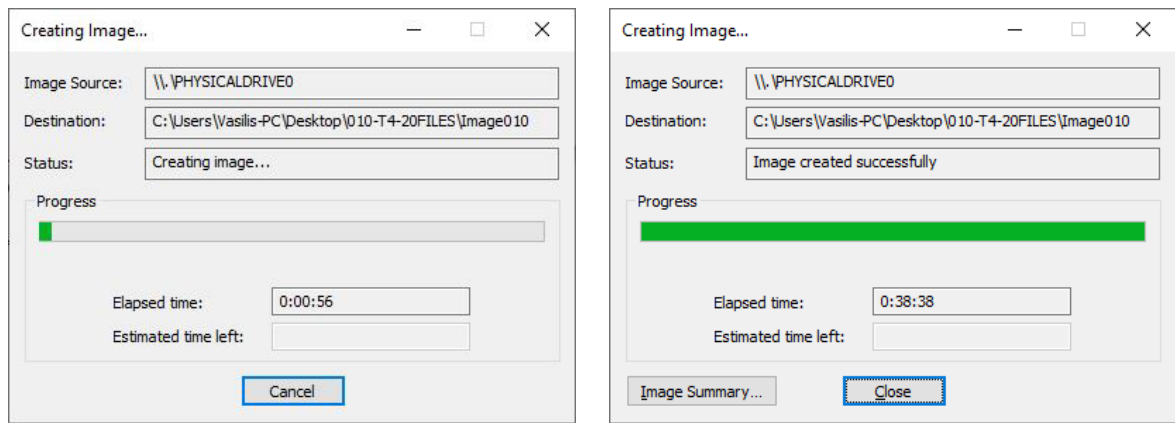 Creating Image...
Image Source: \\.\PHYSICALDRIVE0
Destination: C:\Users\Vasilis-PC\Desktop\010-T4-20FILES\Image010
Status: Creating image...
Progress
Elapsed time: 0:00:56
Estimated time left:
Cancel
Creating Image...
Image Source: \\.\PHYSICALDRIVE0
Destination: C:\Users\Vasilis-PC\Desktop\010-T4-20FILES\Image010
Status: Image created successfully
Progress
Elapsed time: 0:38:38
Estimated time left:
Image Summary... Close